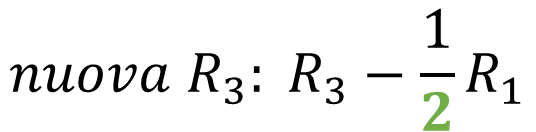 nuova R₃: R₃ − 1/2 R₁